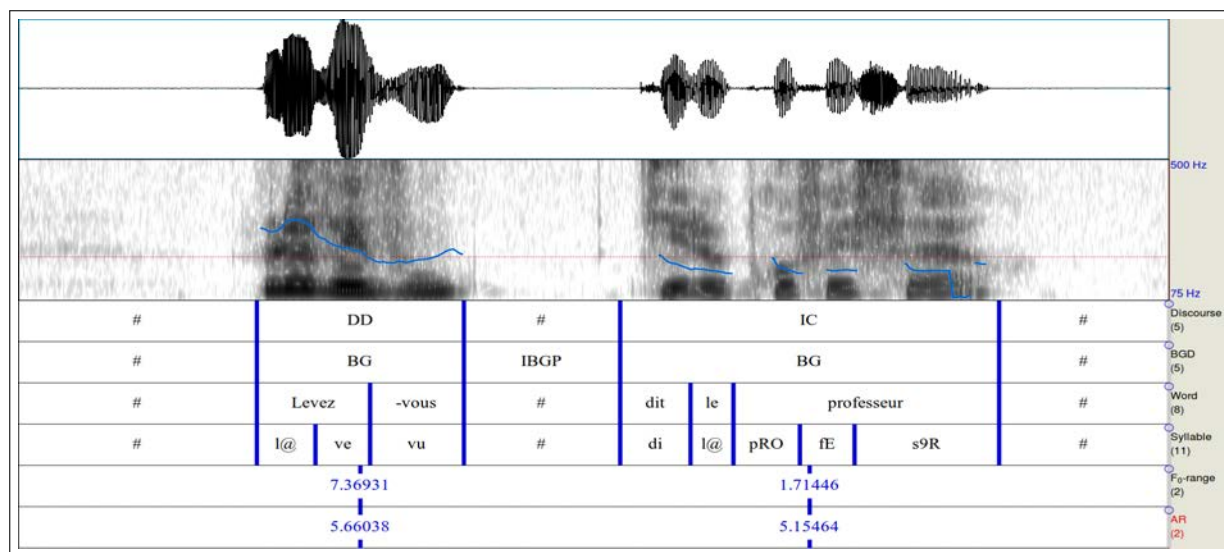 500 Hz
75 Hz
# DD # IC # Discourse (5)
# BG IBGP BG # BGD (5)
# Levez -vous # dit le professeur # Word (8)
# l@ ve vu # di l@ pRO fE s9R # Syllable (11)
7.36931 1.71446 F₀-range (2)
5.66038 5.15464 AR (2)